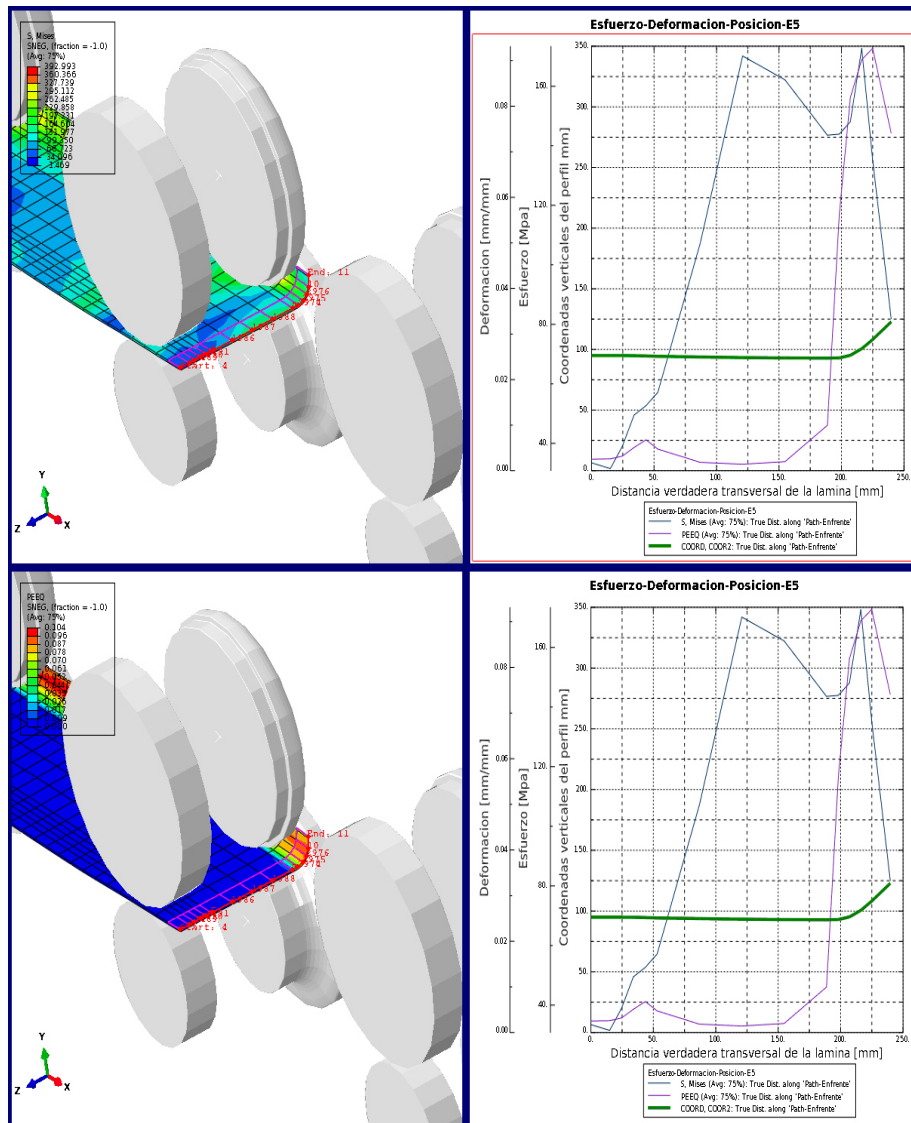 S, Mises
SNEG, (fraction = -1.0)
(Avg: 75%)
392.993
360.366
327.739
295.112
262.485
229.858
34.096
1.469
End: 11
10
Y
Z
X
Esfuerzo-Deformacion-Posicion-E5
Deformacion [mm/mm]
Esfuerzo [Mpa]
Coordenadas verticales del perfil mm]
0.08
0.06
0.04
0.02
0.00
160.
120.
80.
40.
350.
300.
250.
200.
150.
100.
50.
0.
0.
50.
100.
150.
200.
250.
Distancia verdadera transversal de la lamina [mm]
Esfuerzo-Deformacion-Posicion-E5
S, Mises (Avg: 75%): True Dist. along 'Path-Enfrente'
PEEQ (Avg: 75%): True Dist. along 'Path-Enfrente'
COORD, COOR2: True Dist. along 'Path-Enfrente'
PEEQ
SNEG, (fraction = -1.0)
(Avg: 75%)
0.104
0.096
0.087
0.078
0.070
0.061
End: 11
10
Y
Z
X
Esfuerzo-Deformacion-Posicion-E5
Deformacion [mm/mm]
Esfuerzo [Mpa]
Coordenadas verticales del perfil mm]
0.08
0.06
0.04
0.02
0.00
160.
120.
80.
40.
350.
300.
250.
200.
150.
100.
50.
0.
0.
50.
100.
150.
200.
250.
Distancia verdadera transversal de la lamina [mm]
Esfuerzo-Deformacion-Posicion-E5
S, Mises (Avg: 75%): True Dist. along 'Path-Enfrente'
PEEQ (Avg: 75%): True Dist. along 'Path-Enfrente'
COORD, COOR2: True Dist. along 'Path-Enfrente'